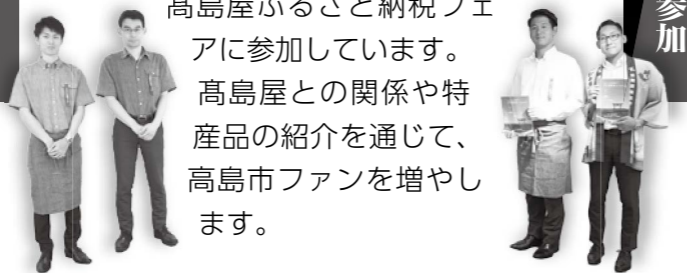 参加
髙島屋ふるさと納税フェ
アに参加しています。
髙島屋との関係や特
産品の紹介を通じて、
高島市ファンを増やし
ます。